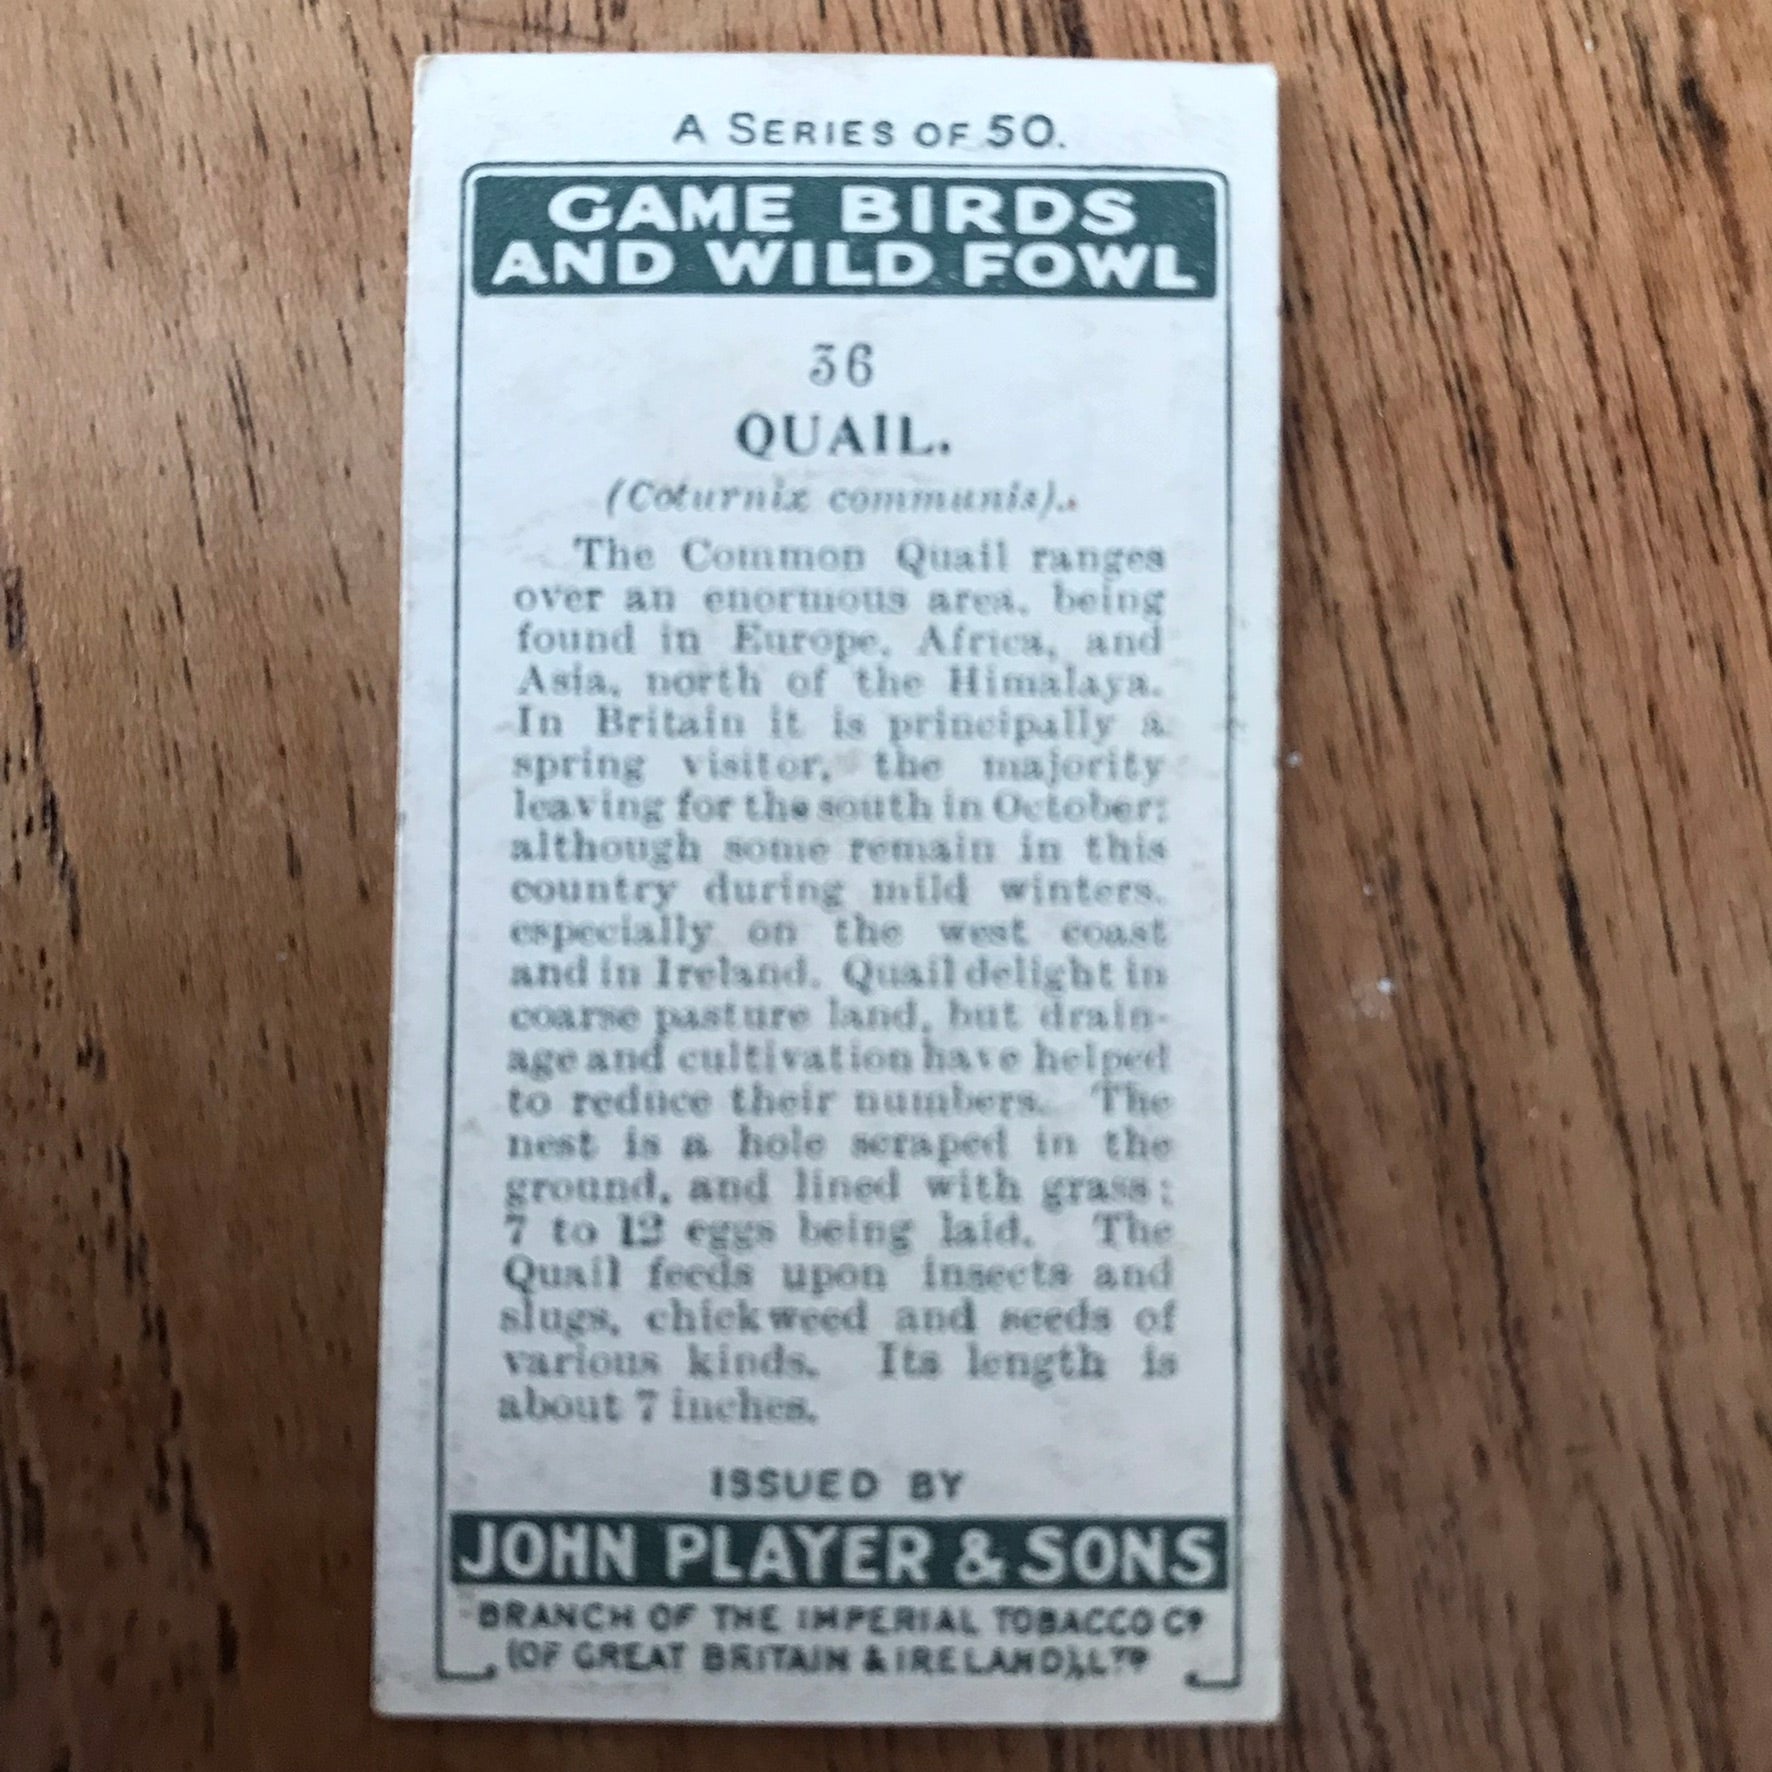 A SERIES OF 50.
GAME BIRDS
AND WILD FOWL
36
QUAIL.
(Coturnix communis).
The Common Quail ranges
over an enormous area, being
found in Europe, Africa, and
Asia, north of the Himalaya.
In Britain it is principally a
spring visitor, the majority
leaving for the south in October;
although some remain in this
country during mild winters,
especially on the west coast
and in Ireland. Quail delight in
coarse pasture land, but drain-
age and cultivation have helped
to reduce their numbers. The
nest is a hole scraped in the
ground, and lined with grass;
7 to 12 eggs being laid. The
Quail feeds upon insects and
slugs, chickweed and seeds of
various kinds. Its length is
about 7 inches.
ISSUED BY
JOHN PLAYER & SONS
BRANCH OF THE IMPERIAL TOBACCO Cº
(OF GREAT BRITAIN & IRELAND), LTD